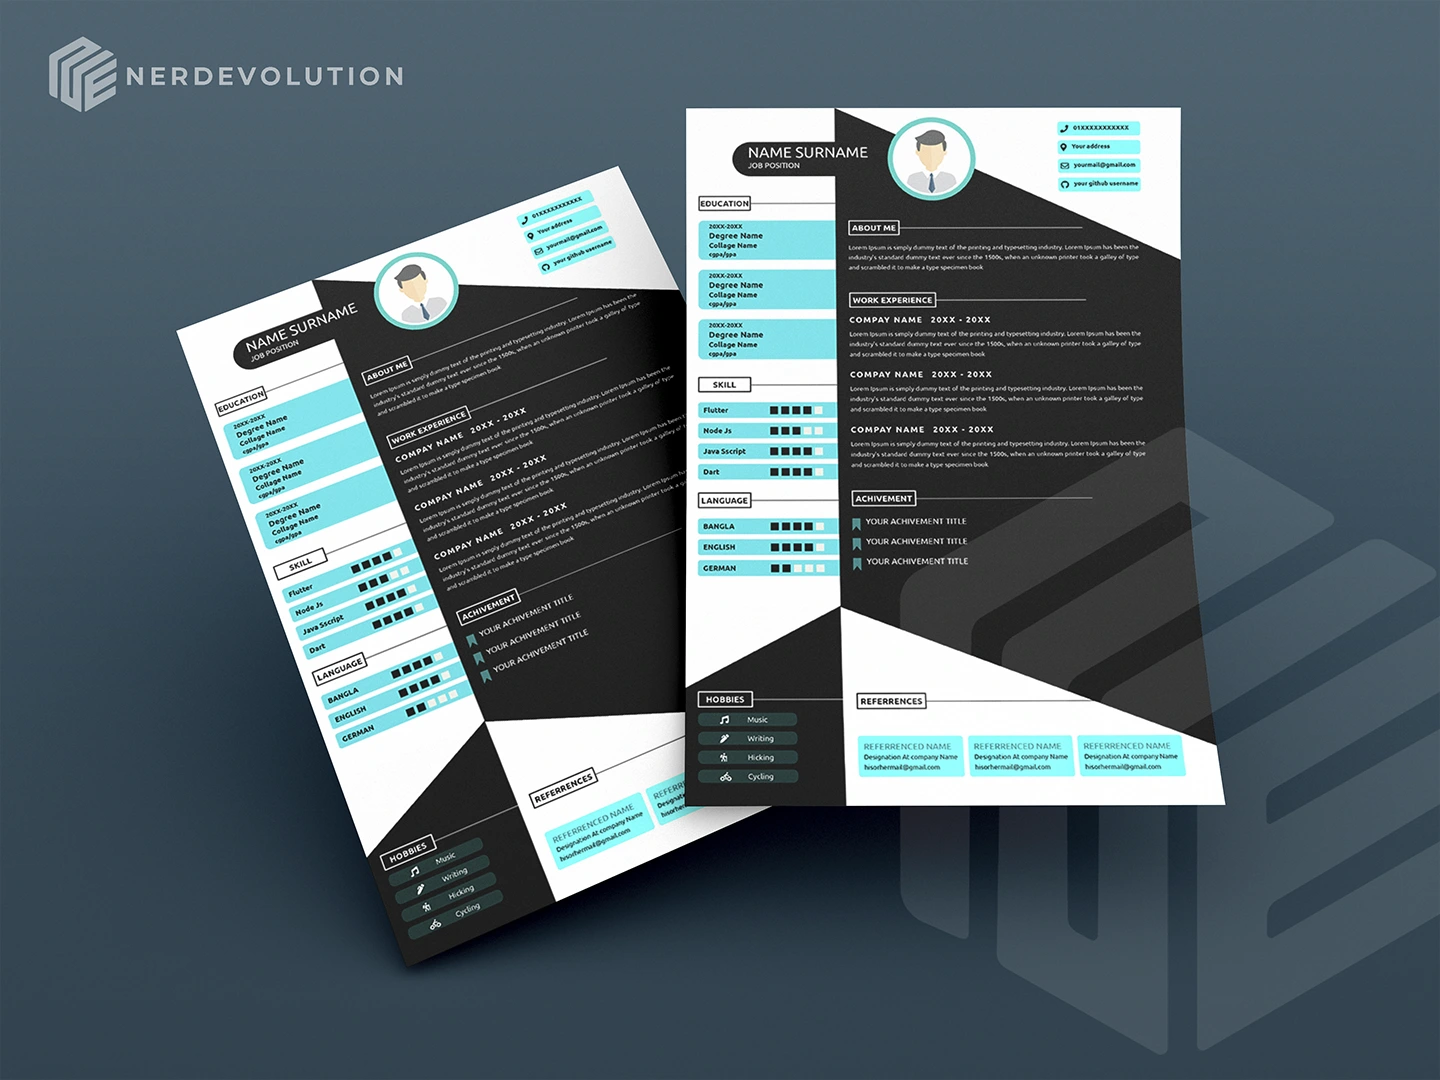 NERDEVOLUTION
NAME SURNAME
JOB POSITION
01XXXXXXXXXXX
Your address
yourmail@gmail.com
your github username
EDUCATION
20XX-20XX
Degree Name
Collage Name
cgpa/gpa
20XX-20XX
Degree Name
Collage Name
cgpa/gpa
20XX-20XX
Degree Name
Collage Name
cgpa/gpa
SKILL
Flutter
Node Js
Java Sscript
Dart
LANGUAGE
BANGLA
ENGLISH
GERMAN
HOBBIES
Music
Writing
Hicking
Cycling
ABOUT ME
Lorem Ipsum is simply dummy text of the printing and typesetting industry. Lorem Ipsum has been the
industry's standard dummy text ever since the 1500s, when an unknown printer took a galley of type
and scrambled it to make a type specimen book
WORK EXPERIENCE
COMPAY NAME 20XX - 20XX
Lorem Ipsum is simply dummy text of the printing and typesetting industry. Lorem Ipsum has been the
industry's standard dummy text ever since the 1500s, when an unknown printer took a galley of type
and scrambled it to make a type specimen book
COMPAY NAME 20XX - 20XX
Lorem Ipsum is simply dummy text of the printing and typesetting industry. Lorem Ipsum has been the
industry's standard dummy text ever since the 1500s, when an unknown printer took a galley of type
and scrambled it to make a type specimen book
COMPAY NAME 20XX - 20XX
Lorem Ipsum is simply dummy text of the printing and typesetting industry. Lorem Ipsum has been the
industry's standard dummy text ever since the 1500s, when an unknown printer took a galley of type
and scrambled it to make a type specimen book
ACHIVEMENT
YOUR ACHIVEMENT TITLE
YOUR ACHIVEMENT TITLE
YOUR ACHIVEMENT TITLE
REFERRENCES
REFERRENCED NAME
Designation At company Name
hisorhermail@gmail.com
REFERR
Designat
hisorher
NAME SURNAME
JOB POSITION
01XXXXXXXXXXX
Your address
yourmail@gmail.com
your github username
EDUCATION
20XX-20XX
Degree Name
Collage Name
cgpa/gpa
20XX-20XX
Degree Name
Collage Name
cgpa/gpa
20XX-20XX
Degree Name
Collage Name
cgpa/gpa
SKILL
Flutter
Node Js
Java Sscript
Dart
LANGUAGE
BANGLA
ENGLISH
GERMAN
HOBBIES
Music
Writing
Hicking
Cycling
ABOUT ME
Lorem Ipsum is simply dummy text of the printing and typesetting industry. Lorem Ipsum has been the
industry's standard dummy text ever since the 1500s, when an unknown printer took a galley of type
and scrambled it to make a type specimen book
WORK EXPERIENCE
COMPAY NAME 20XX - 20XX
Lorem Ipsum is simply dummy text of the printing and typesetting industry. Lorem Ipsum has been the
industry's standard dummy text ever since the 1500s, when an unknown printer took a galley of type
and scrambled it to make a type specimen book
COMPAY NAME 20XX - 20XX
Lorem Ipsum is simply dummy text of the printing and typesetting industry. Lorem Ipsum has been the
industry's standard dummy text ever since the 1500s, when an unknown printer took a galley of type
and scrambled it to make a type specimen book
COMPAY NAME 20XX - 20XX
Lorem Ipsum is simply dummy text of the printing and typesetting industry. Lorem Ipsum has been the
industry's standard dummy text ever since the 1500s, when an unknown printer took a galley of type
and scrambled it to make a type specimen book
ACHIVEMENT
YOUR ACHIVEMENT TITLE
YOUR ACHIVEMENT TITLE
YOUR ACHIVEMENT TITLE
REFERRENCES
REFERRENCED NAME
Designation At company Name
hisorhermail@gmail.com
REFERRENCED NAME
Designation At company Name
hisorhermail@gmail.com
REFERRENCED NAME
Designation At company Name
hisorhermail@gmail.com